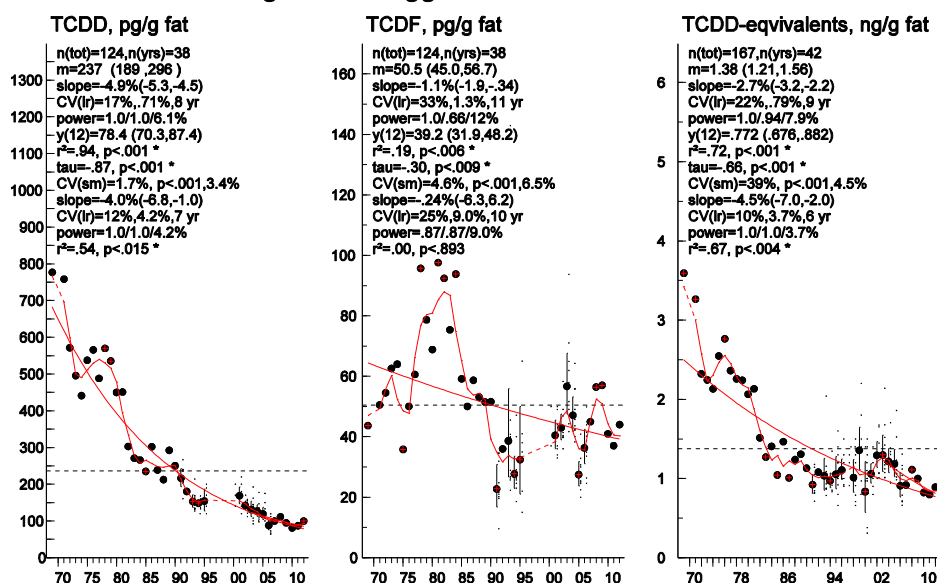 TCDD, pg/g fat
n(tot)=124,n(yrs)=38
m=237 (189 ,296 )
slope=-4.9%(-5.3,-4.5)
CV(lr)=17%,.71%,8 yr
power=1.0/1.0/6.1%
y(12)=78.4 (70.3,87.4)
r²=.94, p<.001 *
tau=-.87, p<.001 *
CV(sm)=1.7%, p<.001,3.4%
slope=-4.0%(-6.8,-1.0)
CV(lr)=12%,4.2%,7 yr
power=1.0/1.0/4.2%
r²=.54, p<.015 *
1300
1200
1100
1000
900
800
700
600
500
400
300
200
100
0
70 75 80 85 90 95 00 05 10
TCDF, pg/g fat
n(tot)=124,n(yrs)=38
m=50.5 (45.0,56.7)
slope=-1.1%(-1.9,-.34)
CV(lr)=33%,1.3%,11 yr
power=1.0/.66/12%
y(12)=39.2 (31.9,48.2)
r²=.19, p<.006 *
tau=-.30, p<.009 *
CV(sm)=4.6%, p<.001,6.5%
slope=-.24%(-6.3,6.2)
CV(lr)=25%,9.0%,10 yr
power=.87/.87/9.0%
r²=.00, p<.893
160
140
120
100
80
60
40
20
0
70 75 80 85 90 95 00 05 10
TCDD-eqvivalents, ng/g fat
n(tot)=167,n(yrs)=42
m=1.38 (1.21,1.56)
slope=-2.7%(-3.2,-2.2)
CV(lr)=22%,.79%,9 yr
power=1.0/.94/7.9%
y(12)=.772 (.676,.882)
r²=.72, p<.001 *
tau=-.66, p<.001 *
CV(sm)=39%, p<.001,4.5%
slope=-4.5%(-7.0,-2.0)
CV(lr)=10%,3.7%,6 yr
power=1.0/1.0/3.7%
r²=.67, p<.004 *
6
5
4
3
2
1
0
70 78 86 94 02 10